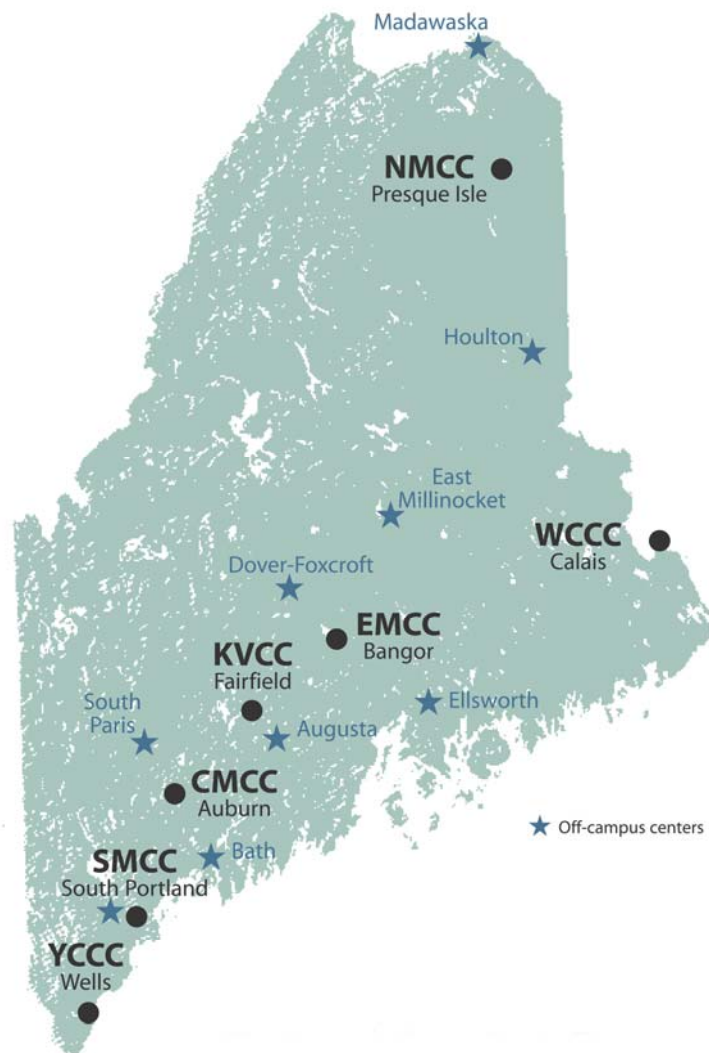 Madawaska
NMCC
Presque Isle
Houlton
East
Millinocket
WCCC
Calais
Dover-Foxcroft
EMCC
Bangor
KVCC
Fairfield
Ellsworth
South
Paris
Augusta
CMCC
Auburn
Off-campus centers
Bath
SMCC
South Portland
YCCC
Wells